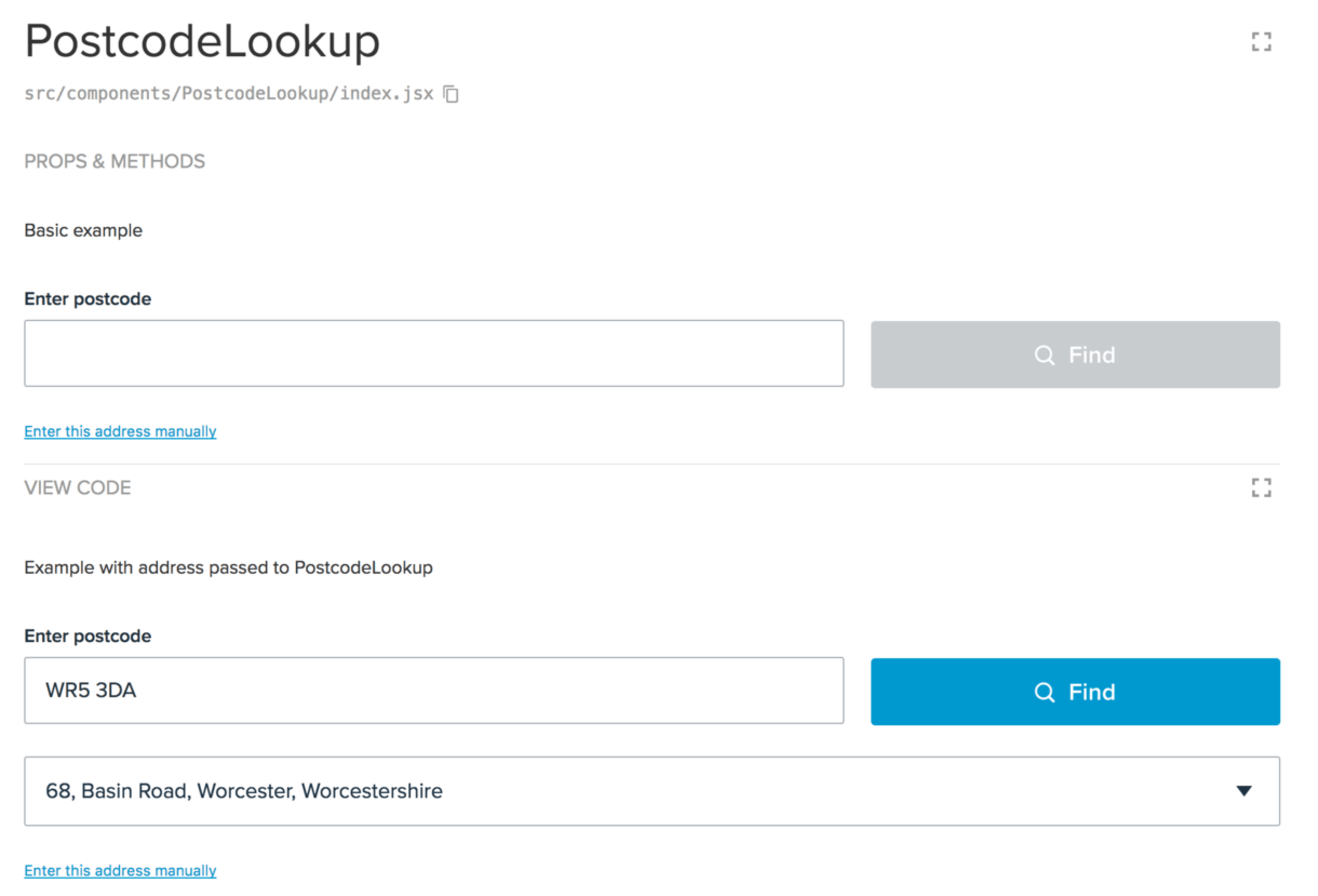 PostcodeLookup
src/components/PostcodeLookup/index.jsx
PROPS & METHODS
Basic example
Enter postcode
Find
Enter this address manually
VIEW CODE
Example with address passed to PostcodeLookup
Enter postcode
WR5 3DA
Find
68, Basin Road, Worcester, Worcestershire
Enter this address manually